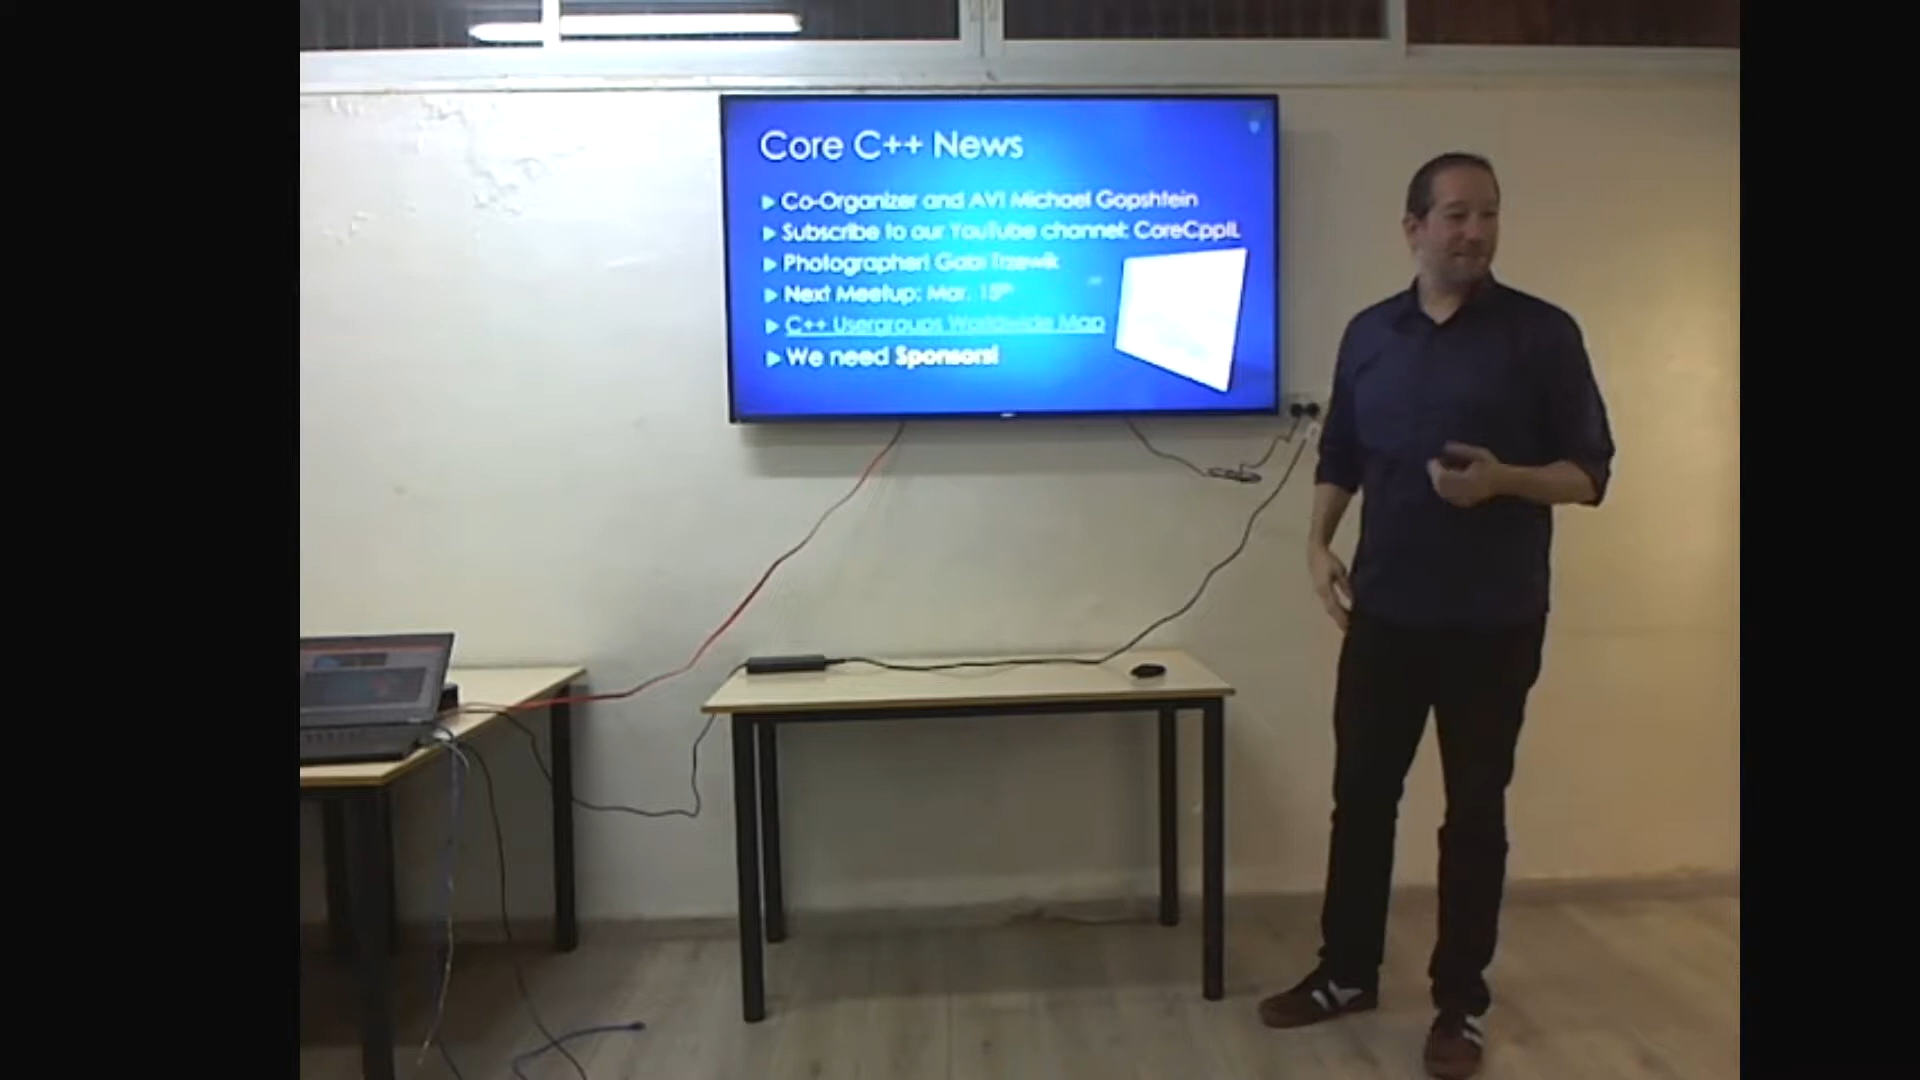 Core C++ News
Co-Organizer and AV! Michael Gopshtein
Subscribe to our YouTube channel: CoreCppIL
Photographer! Gabi
Next Meetup: Mar. 15th
C++ Usergroups Worldwide Map
We need Sponsors!